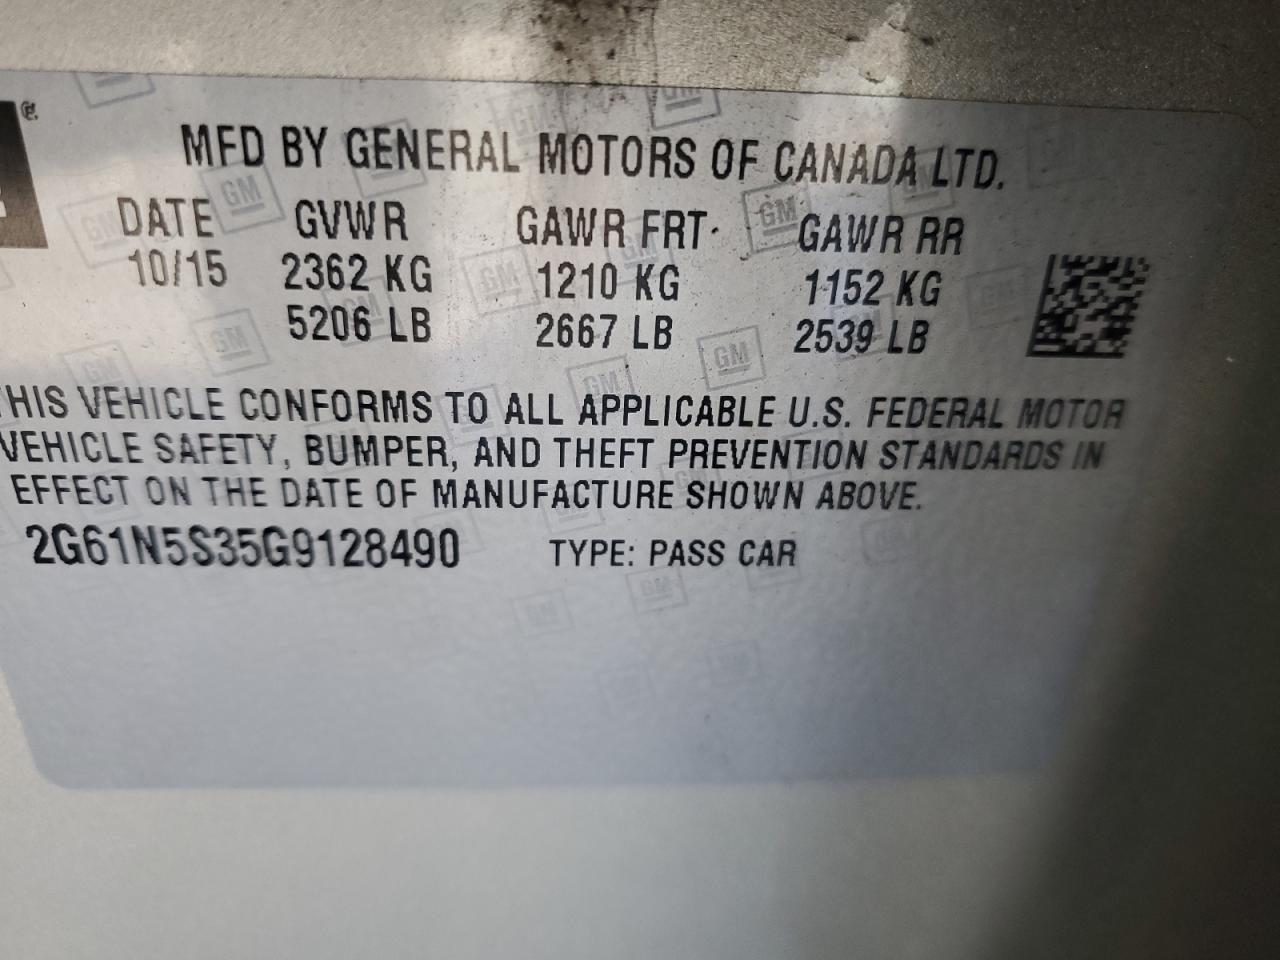 ®
MFD BY GENERAL MOTORS OF CANADA LTD.
DATE GVWR GAWR FRT. GAWR RR
10/15 2362 KG 1210 KG 1152 KG
5206 LB 2667 LB 2539 LB
THIS VEHICLE CONFORMS TO ALL APPLICABLE U.S. FEDERAL MOTOR
VEHICLE SAFETY, BUMPER, AND THEFT PREVENTION STANDARDS IN
EFFECT ON THE DATE OF MANUFACTURE SHOWN ABOVE.
2G61N5S35G9128490 TYPE: PASS CAR